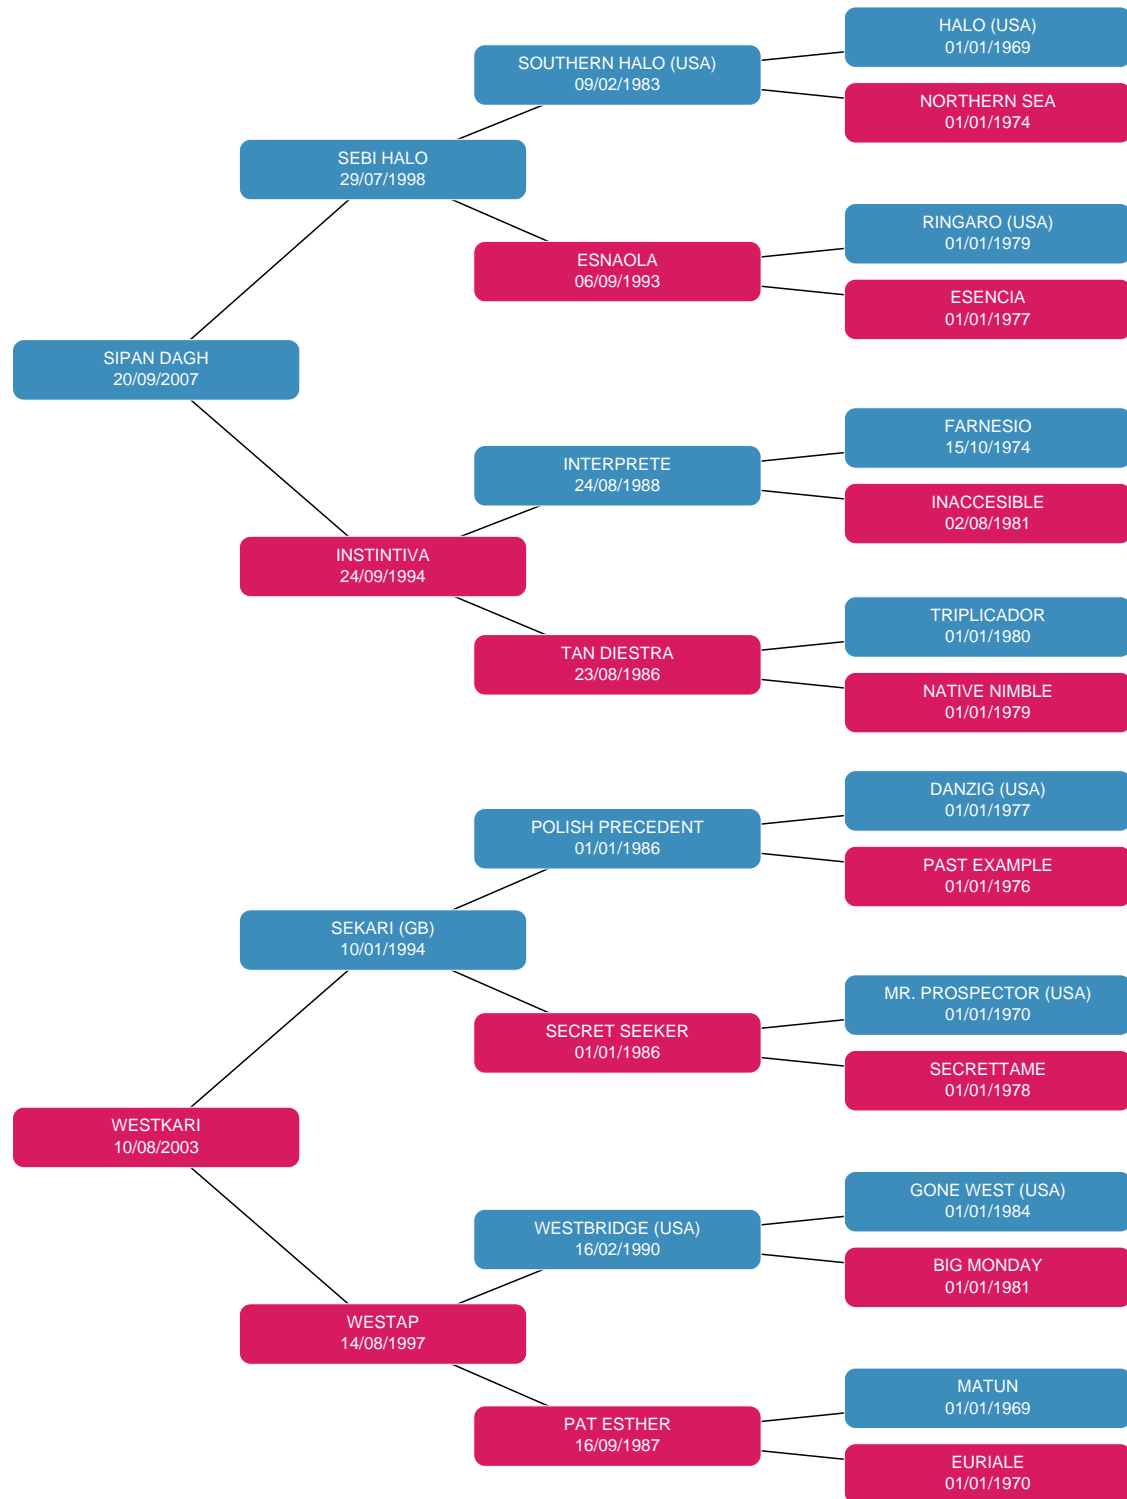 HALO (USA)
01/01/1969
SOUTHERN HALO (USA)
09/02/1983
NORTHERN SEA
01/01/1974
SEBI HALO
29/07/1998
RINGARO (USA)
01/01/1979
ESNAOLA
06/09/1993
ESENCIA
01/01/1977
SIPAN DAGH
20/09/2007
FARNESIO
15/10/1974
INTERPRETE
24/08/1988
INACCESIBLE
02/08/1981
INSTINTIVA
24/09/1994
TRIPLICADOR
01/01/1980
TAN DIESTRA
23/08/1986
NATIVE NIMBLE
01/01/1979
DANZIG (USA)
01/01/1977
POLISH PRECEDENT
01/01/1986
PAST EXAMPLE
01/01/1976
SEKARI (GB)
10/01/1994
MR. PROSPECTOR (USA)
01/01/1970
SECRET SEEKER
01/01/1986
SECRETTAME
01/01/1978
WESTKARI
10/08/2003
GONE WEST (USA)
01/01/1984
WESTBRIDGE (USA)
16/02/1990
BIG MONDAY
01/01/1981
WESTAP
14/08/1997
MATUN
01/01/1969
PAT ESTHER
16/09/1987
EURIALE
01/01/1970